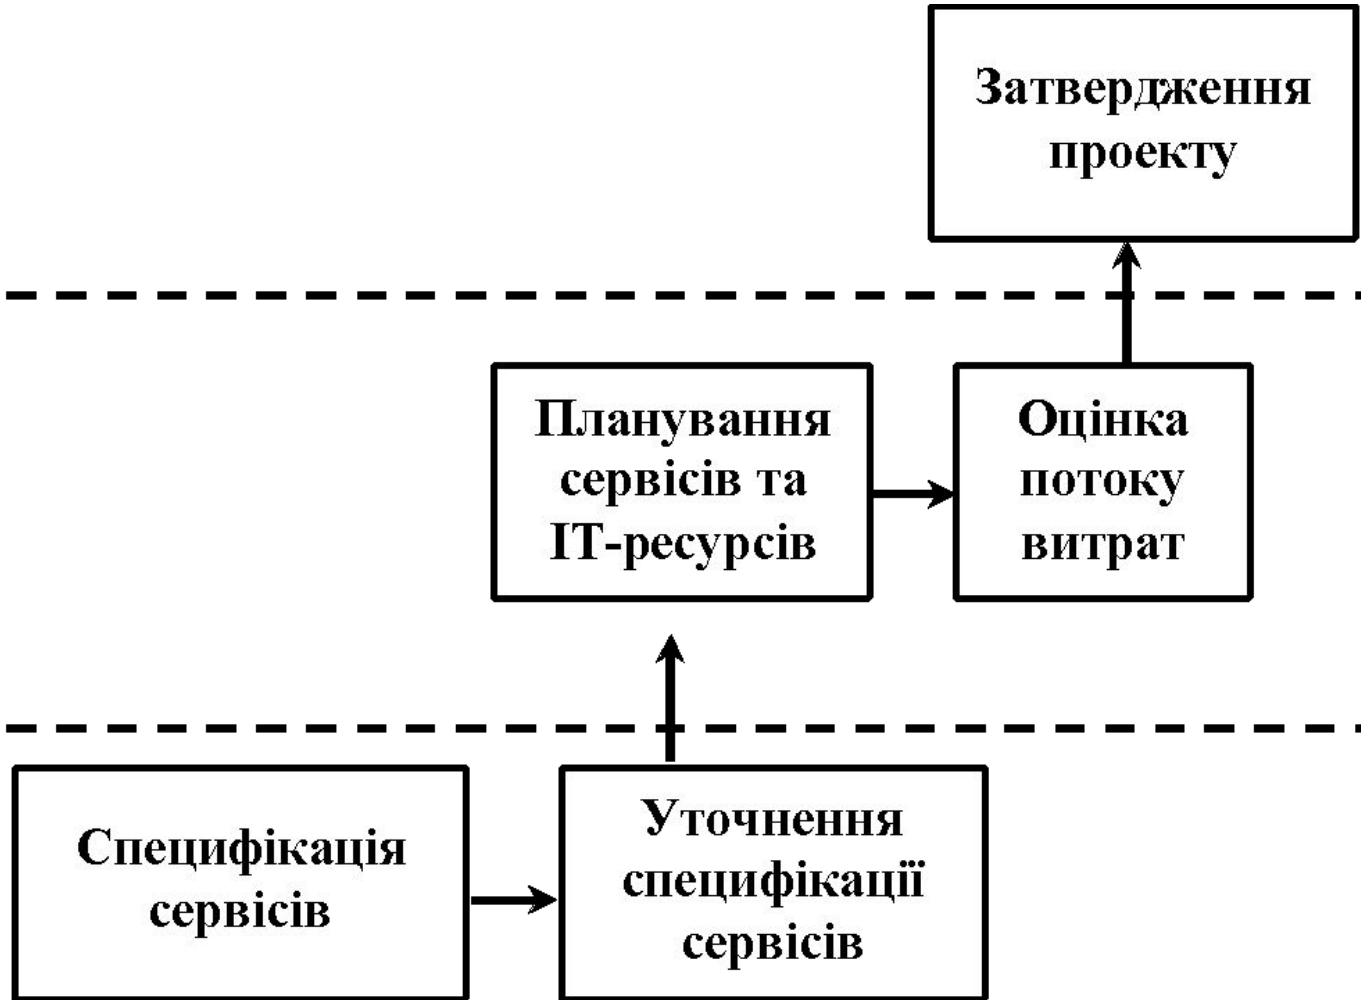 Затвердження
проекту
Планування
сервісів та
ІТ-ресурсів
Оцінка
потоку
витрат
Специфікація
сервісів
Уточнення
специфікації
сервісів